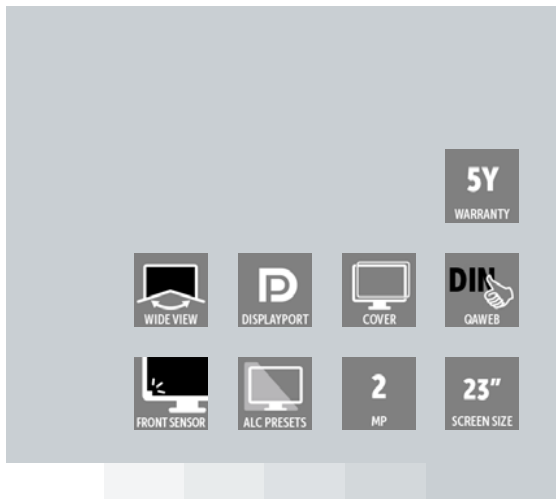 5Y
WARRANTY
WIDE VIEW
DISPLAYPORT
COVER
DIN
QAWEB
FRONT SENSOR
ALC PRESETS
2
MP
23"
SCREEN SIZE